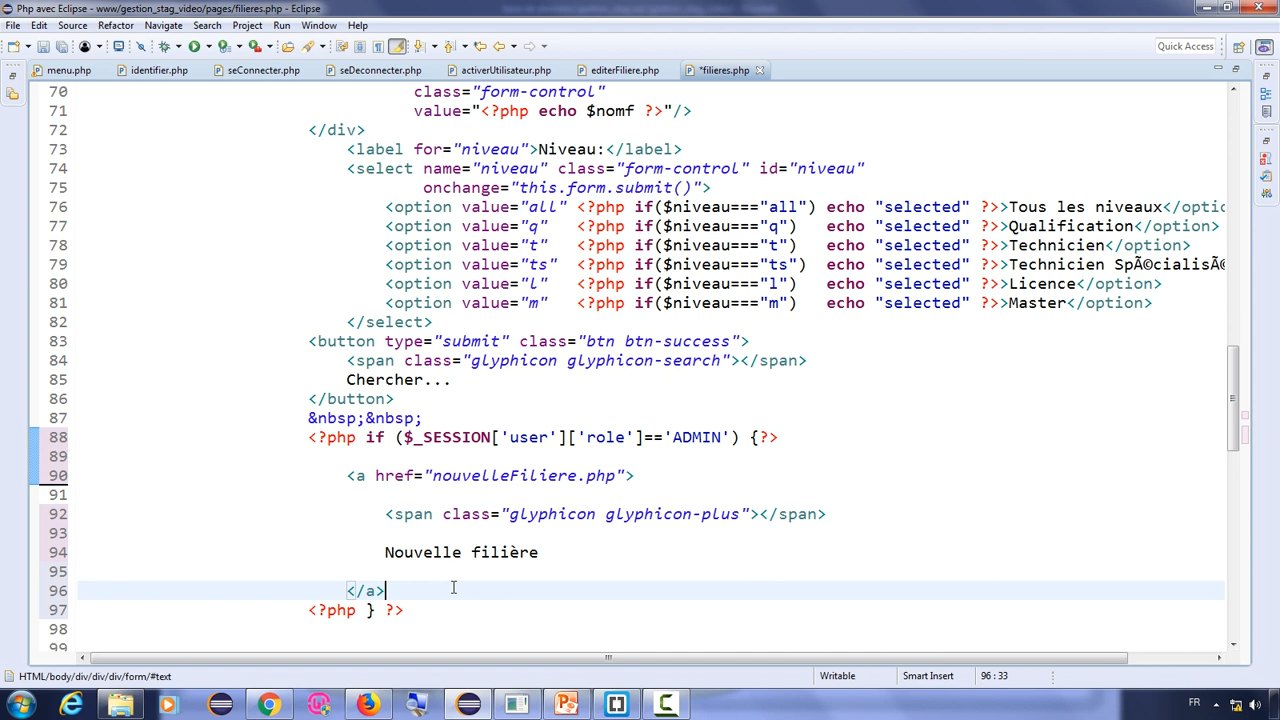 Php avec Eclipse - www/gestion_stag_video/pages/filieres.php - Eclipse
File Edit Source Refactor Navigate Search Project Run Window Help
Quick Access
menu.php identifier.php seConnecter.php seDeconnecter.php activerUtilisateur.php editerFiliere.php *filieres.php
70 class="form-control"
71 value="<?php echo $nomf ?>"/>
72 </div>
73 <label for="niveau">Niveau:</label>
74 <select name="niveau" class="form-control" id="niveau"
75 onchange="this.form.submit()">
76 <option value="all" <?php if($niveau==="all") echo "selected" ?>>Tous les niveaux</optio
77 <option value="q" <?php if($niveau==="q") echo "selected" ?>>Qualification</option>
78 <option value="t" <?php if($niveau==="t") echo "selected" ?>>Technicien</option>
79 <option value="ts" <?php if($niveau==="ts") echo "selected" ?>>Technicien SpÃ©cialisÃ©
80 <option value="l" <?php if($niveau==="l") echo "selected" ?>>Licence</option>
81 <option value="m" <?php if($niveau==="m") echo "selected" ?>>Master</option>
82 </select>
83 <button type="submit" class="btn btn-success">
84 <span class="glyphicon glyphicon-search"></span>
85 Chercher...
86 </button>
87 &nbsp;&nbsp;
88 <?php if ($_SESSION['user']['role']=='ADMIN') {?>
89
90 <a href="nouvelleFiliere.php">
91
92 <span class="glyphicon glyphicon-plus"></span>
93
94 Nouvelle filière
95
96 </a>
97 <?php } ?>
98
99
HTML/body/div/div/div/form/#text Writable Smart Insert 96 : 33
FR